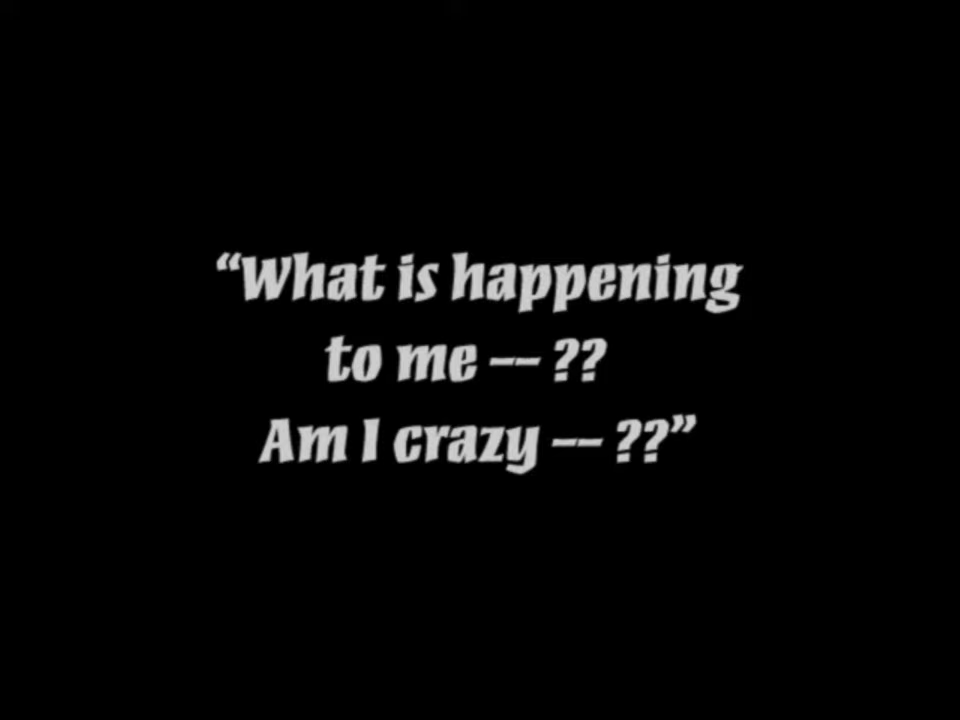 “What is happening
to me -- ??
Am I crazy -- ??”